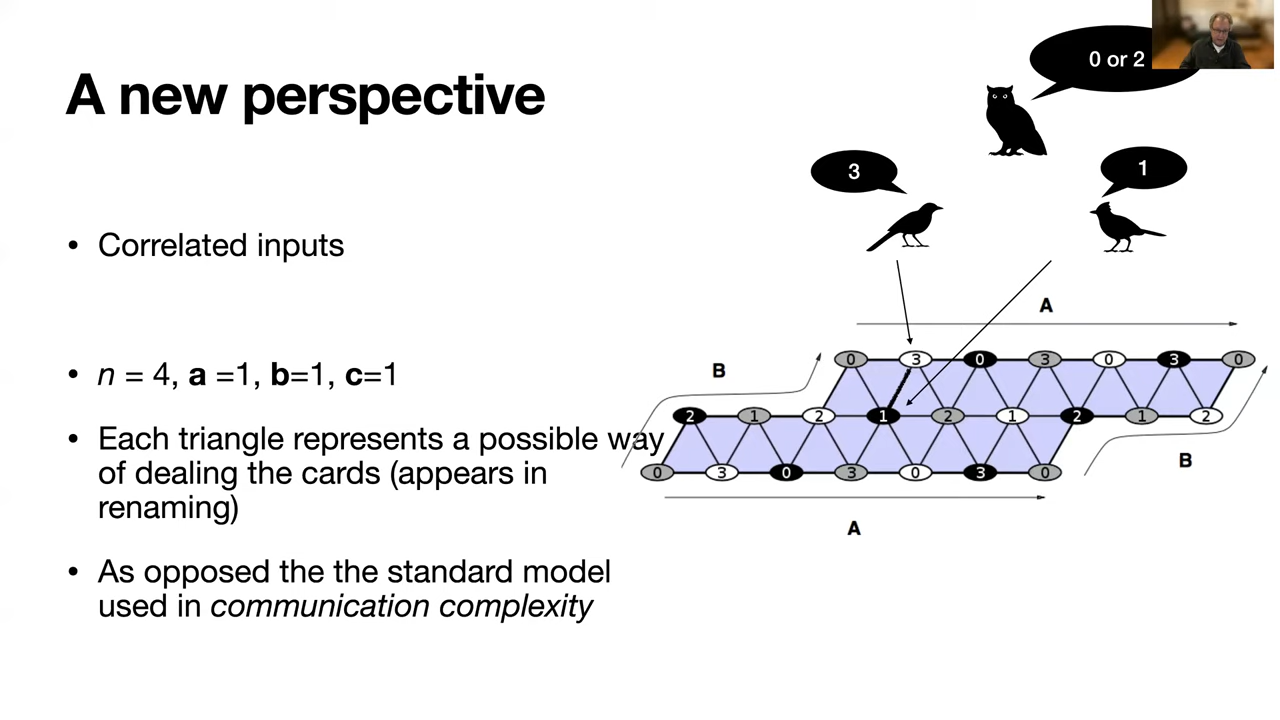 A new perspective
0 or 2
3
1
• Correlated inputs
• n = 4, a =1, b=1, c=1
• Each triangle represents a possible way
of dealing the cards (appears in
renaming)
• As opposed the the standard model
used in communication complexity
A
B
0 3 0 3 0 3 0
2 1 2 1 2 1 2 1 2
0 3 0 3 0 3 0
B
A